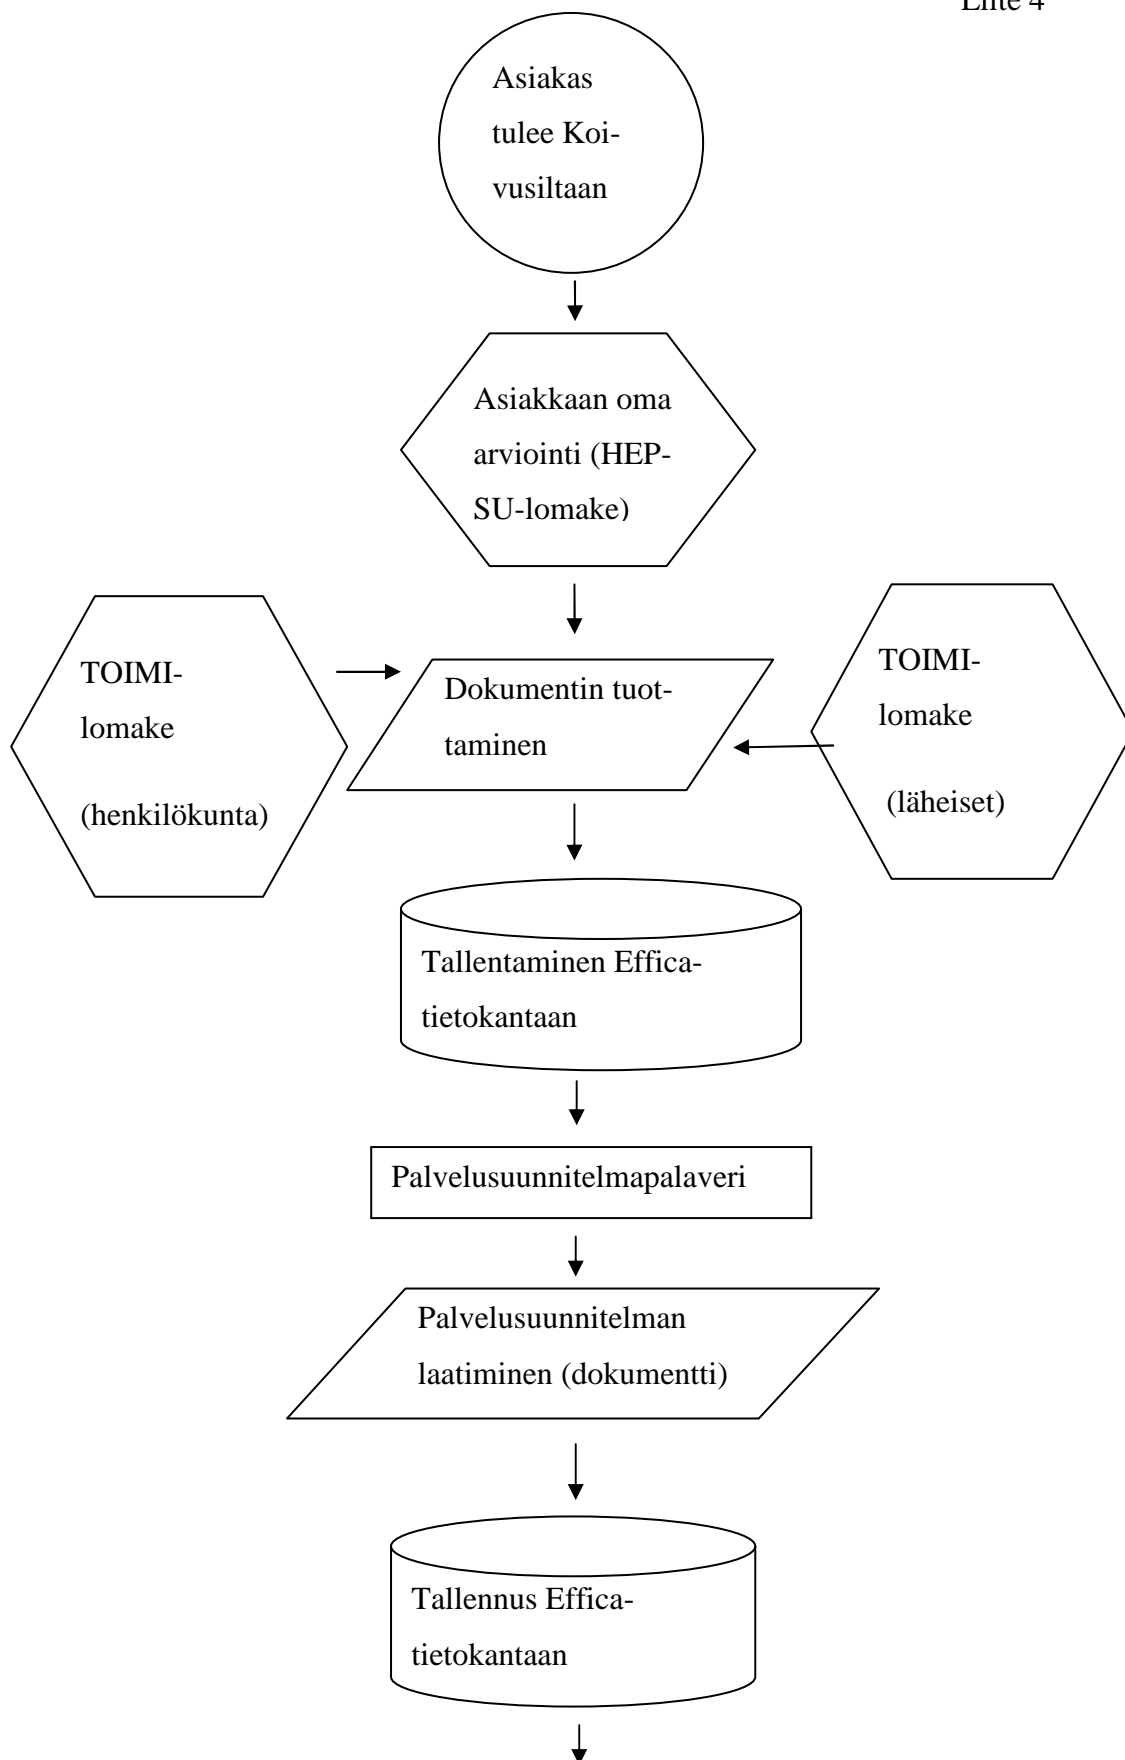 Liite 4
Asiakas
tulee Koi-
vusiltaan
Asiakkaan oma
arviointi (HEP-
SU-lomake)
TOIMI-
lomake
(henkilökunta)
Dokumentin tuot-
taminen
TOIMI-
lomake
(läheiset)
Tallentaminen Effica-
tietokantaan
Palvelusuunnitelmapalaveri
Palvelusuunnitelman
laatiminen (dokumentti)
Tallennus Effica-
tietokantaan